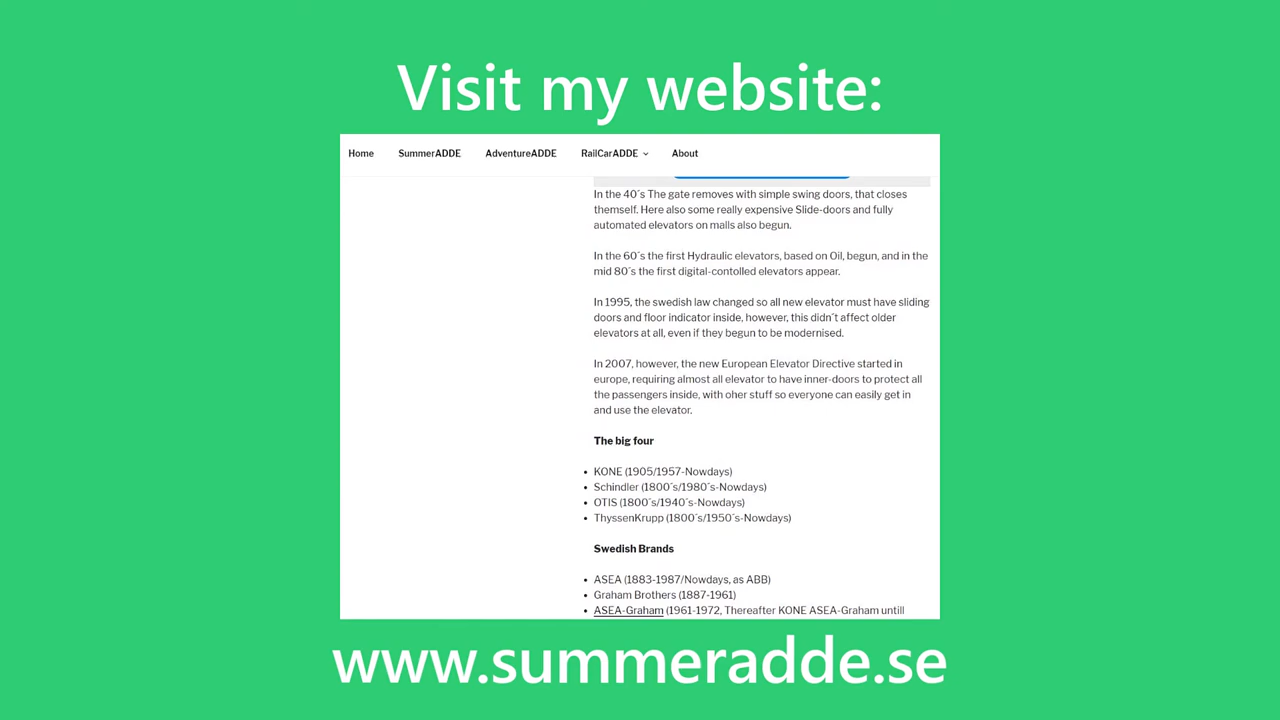 Visit my website:
Home SummerADDE AdventureADDE RailCarADDE About
In the 40´s The gate removes with simple swing doors, that closes
themself. Here also some really expensive Slide-doors and fully
automated elevators on malls also begun.
In the 60´s the first Hydraulic elevators, based on Oil, begun, and in the
mid 80´s the first digital-contolled elevators appear.
In 1995, the swedish law changed so all new elevator must have sliding
doors and floor indicator inside, however, this didn´t affect older
elevators at all, even if they begun to be modernised.
In 2007, however, the new European Elevator Directive started in
europe, requiring almost all elevator to have inner-doors to protect all
the passengers inside, with oher stuff so everyone can easily get in
and use the elevator.
The big four
• KONE (1905/1957-Nowdays)
• Schindler (1800´s/1980´s-Nowdays)
• OTIS (1800´s/1940´s-Nowdays)
• ThyssenKrupp (1800´s/1950´s-Nowdays)
Swedish Brands
• ASEA (1883-1987/Nowdays, as ABB)
• Graham Brothers (1887-1961)
• ASEA-Graham (1961-1972, Thereafter KONE ASEA-Graham untill
www.summeradde.se